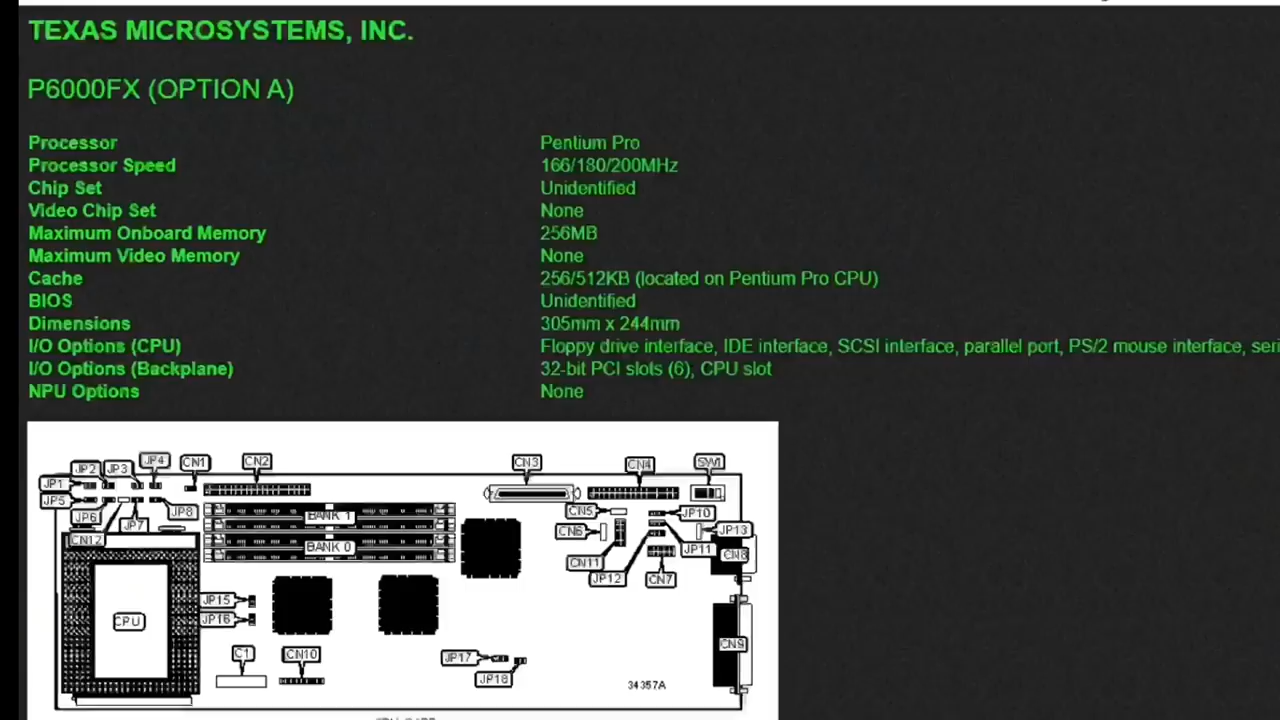 TEXAS MICROSYSTEMS, INC.
P6000FX (OPTION A)
Processor Pentium Pro
Processor Speed 166/180/200MHz
Chip Set Unidentified
Video Chip Set None
Maximum Onboard Memory 256MB
Maximum Video Memory None
Cache 256/512KB (located on Pentium Pro CPU)
BIOS Unidentified
Dimensions 305mm x 244mm
I/O Options (CPU) Floppy drive interface, IDE interface, SCSI interface, parallel port, PS/2 mouse interface, seri
I/O Options (Backplane) 32-bit PCI slots (6), CPU slot
NPU Options None
JP2 JP3 JP4 CN1 CN2 CN3 CN4 SW1
JP1
JP5 JP6 JP7 JP8 BANK 1 CN5 JP10
CN12 BANK 0 CN6 JP13
CN11 JP11 CN8
JP12 CN7
JP15
CPU JP16
C1 CN10 JP17 CN9
JP18 34357A